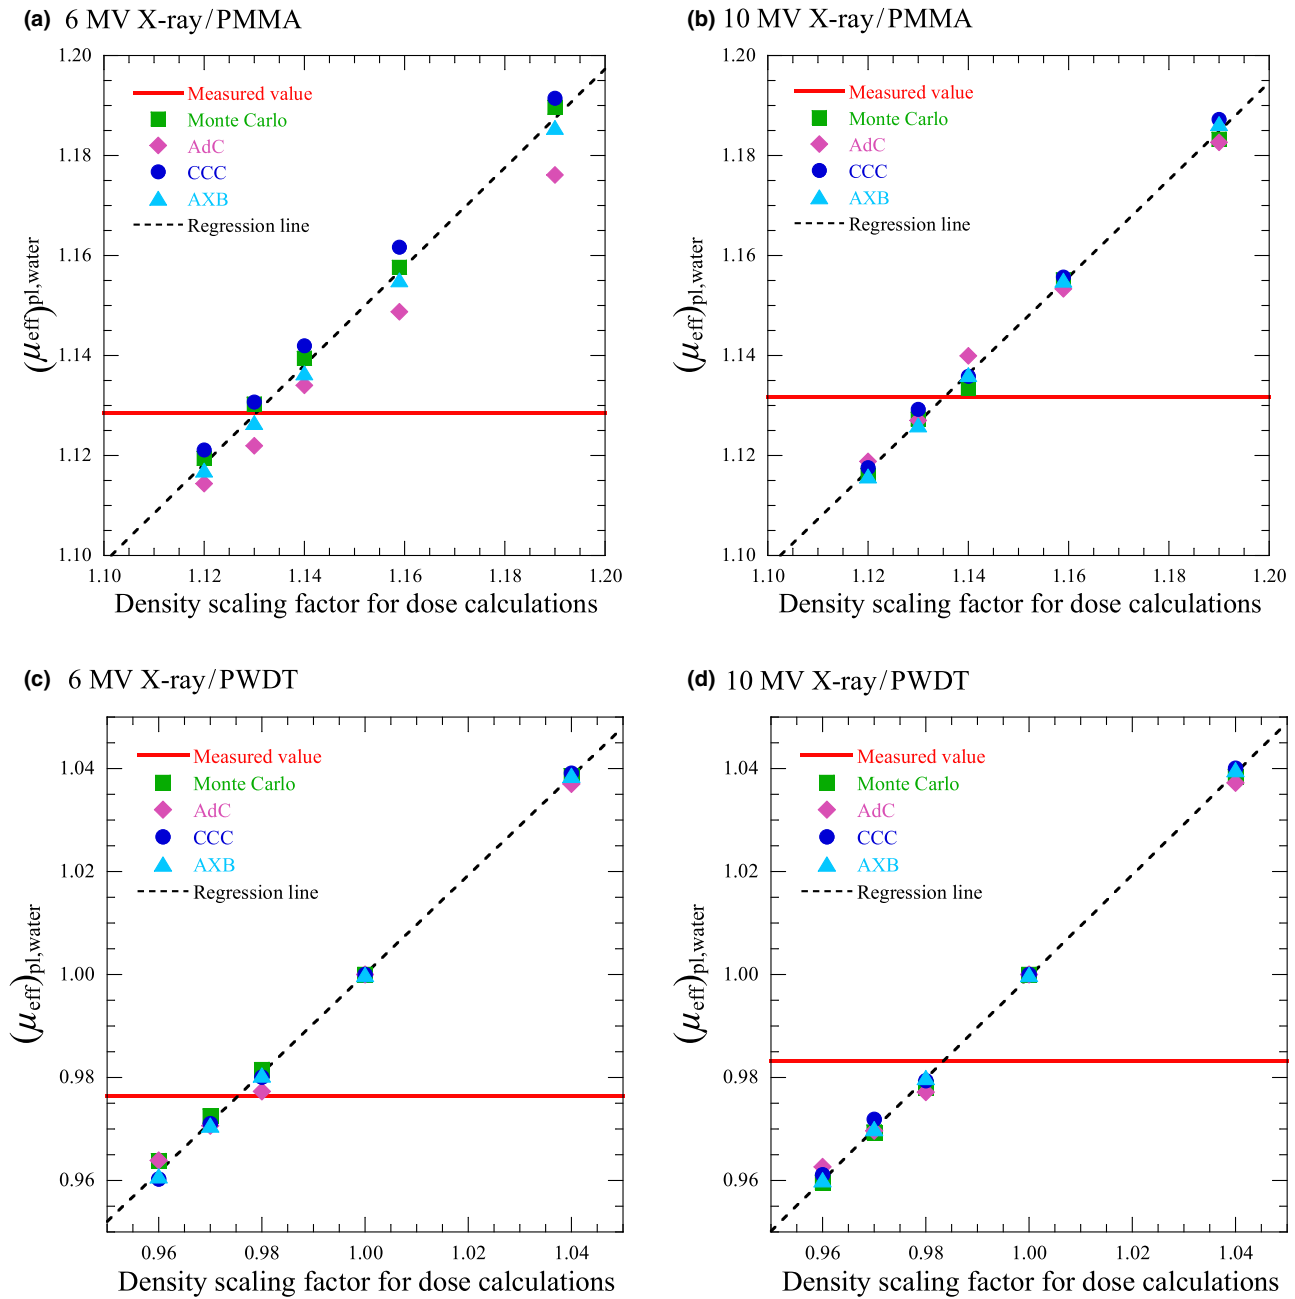 (a) 6 MV X-ray/PMMA
1.20
1.18
1.16
1.14
1.12
1.10
(μeff)pl,water
Measured value
Monte Carlo
AdC
CCC
AXB
Regression line
1.10 1.12 1.14 1.16 1.18 1.20
Density scaling factor for dose calculations
(b) 10 MV X-ray/PMMA
1.20
1.18
1.16
1.14
1.12
1.10
(μeff)pl,water
Measured value
Monte Carlo
AdC
CCC
AXB
Regression line
1.10 1.12 1.14 1.16 1.18 1.20
Density scaling factor for dose calculations
(c) 6 MV X-ray/PWDT
1.04
1.02
1.00
0.98
0.96
(μeff)pl,water
Measured value
Monte Carlo
AdC
CCC
AXB
Regression line
0.96 0.98 1.00 1.02 1.04
Density scaling factor for dose calculations
(d) 10 MV X-ray/PWDT
1.04
1.02
1.00
0.98
0.96
(μeff)pl,water
Measured value
Monte Carlo
AdC
CCC
AXB
Regression line
0.96 0.98 1.00 1.02 1.04
Density scaling factor for dose calculations